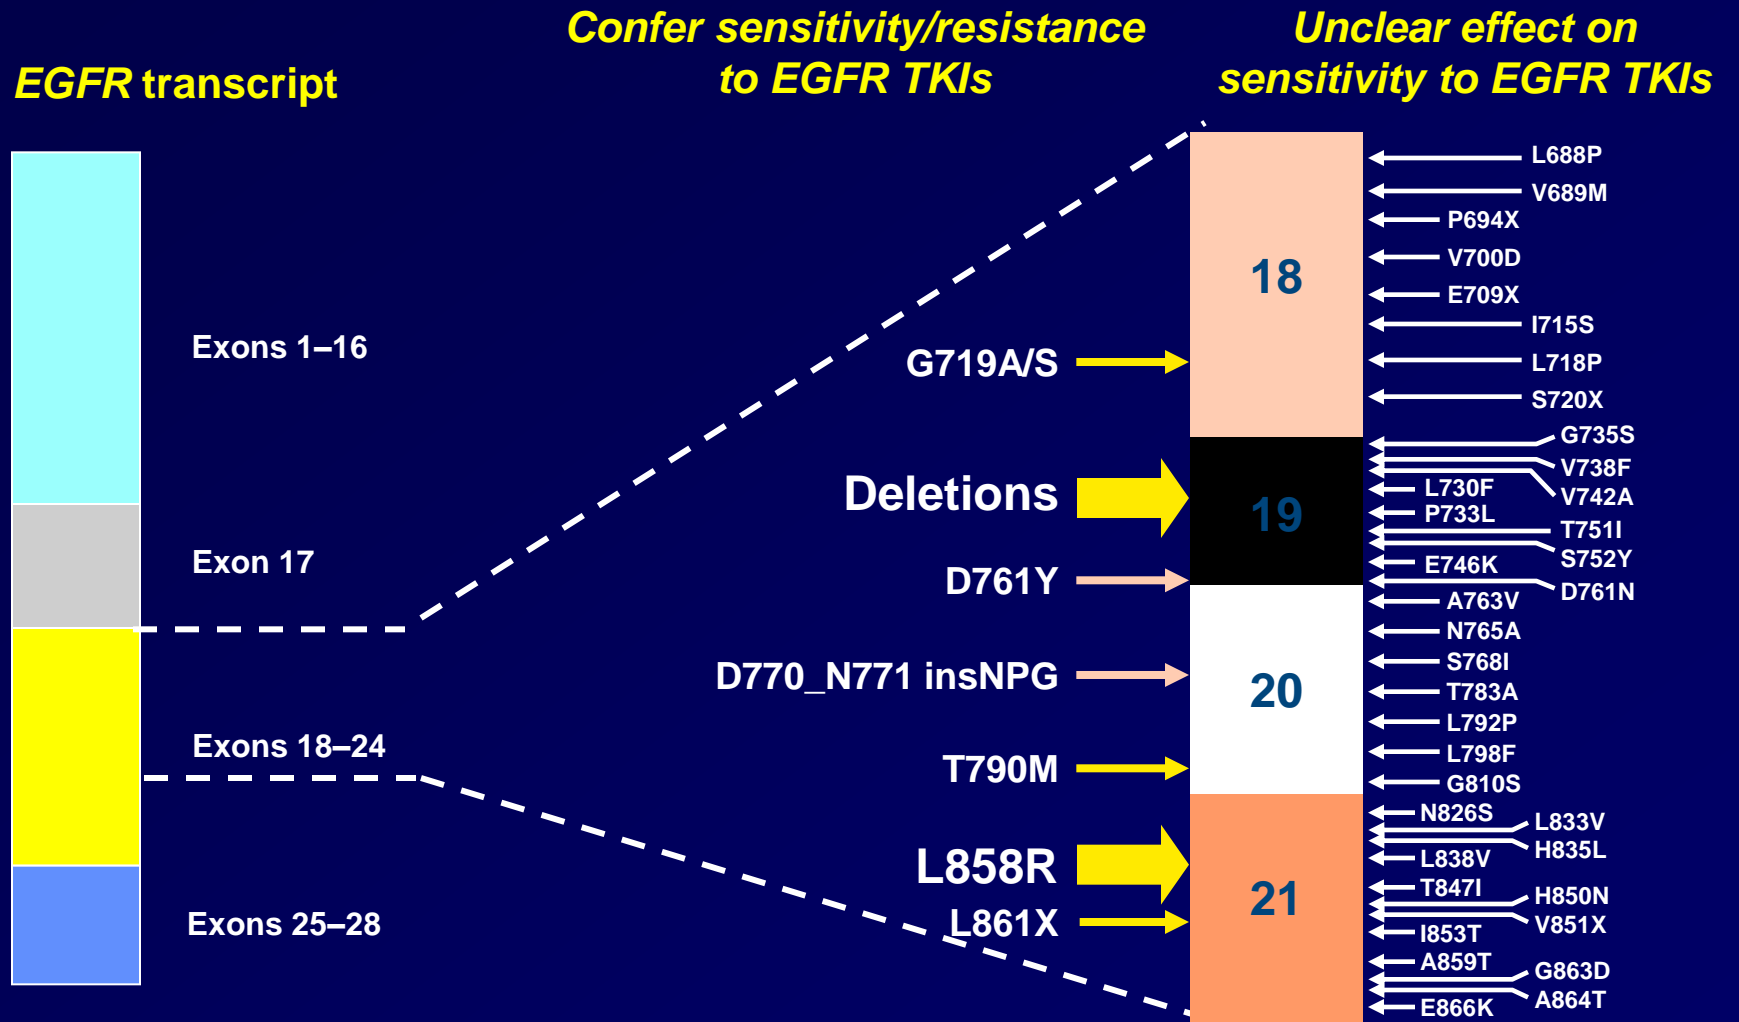 Confer sensitivity/resistance
to EGFR TKIs
Unclear effect on
sensitivity to EGFR TKIs
EGFR transcript
Exons 1–16
Exon 17
Exons 18–24
Exons 25–28
G719A/S
Deletions
D761Y
D770_N771 insNPG
T790M
L858R
L861X
18
19
20
21
L688P
V689M
P694X
V700D
E709X
I715S
L718P
S720X
G735S
V738F
L730F
V742A
P733L
T751I
S752Y
E746K
D761N
A763V
N765A
S768I
T783A
L792P
L798F
G810S
N826S
L833V
H835L
L838V
T847I
H850N
V851X
I853T
A859T
G863D
A864T
E866K